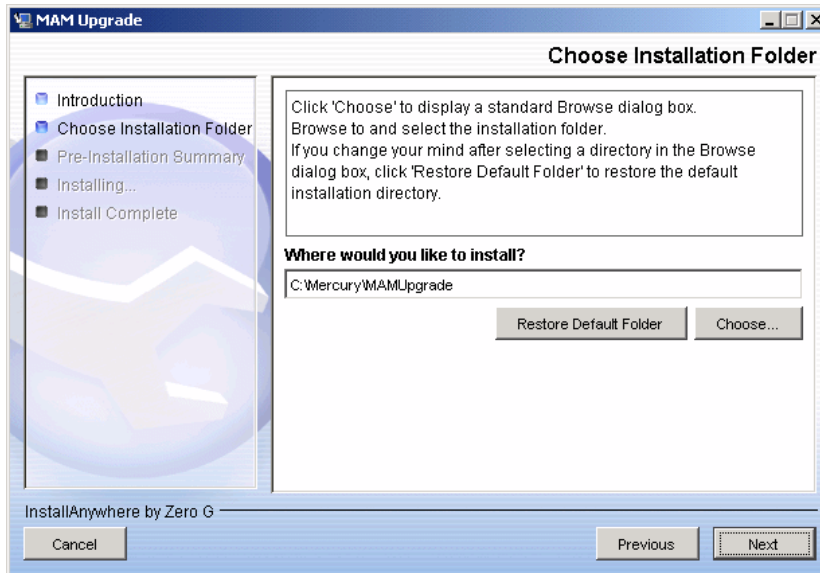 MAM Upgrade
Choose Installation Folder
Introduction
Choose Installation Folder
Pre-Installation Summary
Installing...
Install Complete
Click 'Choose' to display a standard Browse dialog box.
Browse to and select the installation folder.
If you change your mind after selecting a directory in the Browse
dialog box, click 'Restore Default Folder' to restore the default
installation directory.
Where would you like to install?
C:\Mercury\MAMUpgrade
Restore Default Folder
Choose...
InstallAnywhere by Zero G
Cancel
Previous
Next